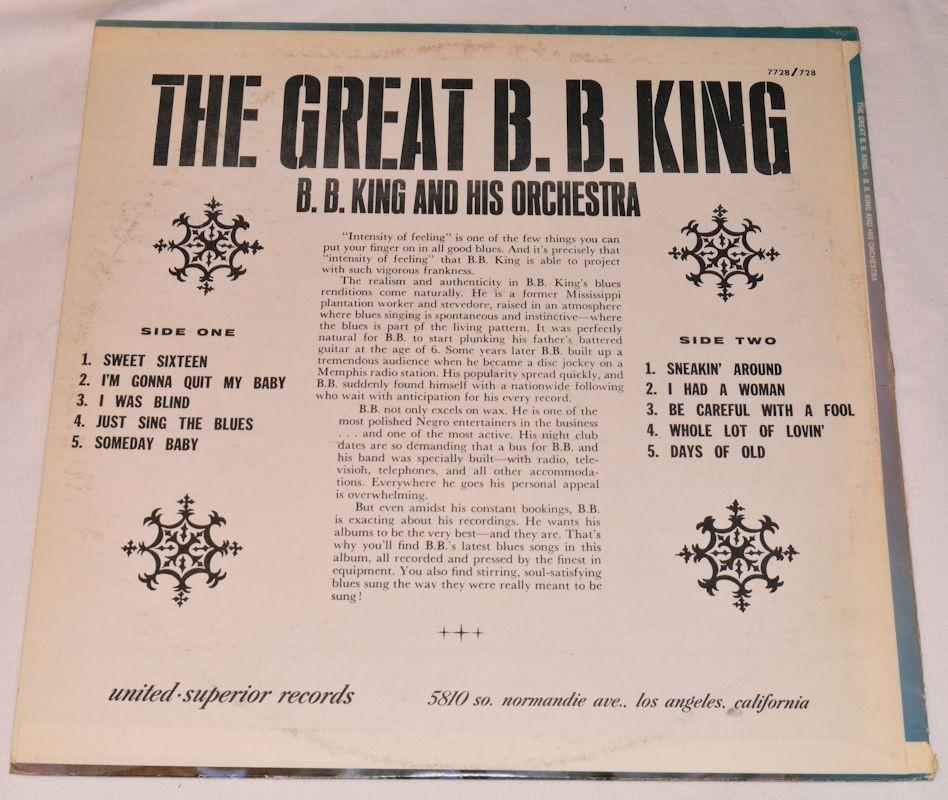 7728/728
THE GREAT B. B. KING
B. B. KING AND HIS ORCHESTRA
"Intensity of feeling" is one of the few things you can
put your finger on in all good blues. And it's precisely that
"intensity of feeling" that B.B. King is able to project
with such vigorous frankness.
The realism and authenticity in B.B. King's blues
renditions come naturally. He is a former Mississippi
plantation worker and stevedore, raised in an atmosphere
where blues singing is spontaneous and instinctive—where
the blues is part of the living pattern. It was perfectly
natural for B.B. to start plunking his father's battered
guitar at the age of 6. Some years later B.B. built up a
tremendous audience when he became a disc jockey on a
Memphis radio station. His popularity spread quickly, and
B.B. suddenly found himself with a nationwide following
who wait with anticipation for his every record.
B.B. not only excels on wax. He is one of the
most polished Negro entertainers in the business
. . . and one of the most active. His night club
dates are so demanding that a bus for B.B. and
his band was specially built—with radio, tele-
vision, telephones, and all other accommoda-
tions. Everywhere he goes his personal appeal
is overwhelming.
But even amidst his constant bookings, B.B.
is exacting about his recordings. He wants his
albums to be the very best—and they are. That's
why you'll find B.B.'s latest blues songs in this
album, all recorded and pressed by the finest in
equipment. You also find stirring, soul-satisfying
blues sung the way they were really meant to be
sung!
SIDE ONE
1. SWEET SIXTEEN
2. I'M GONNA QUIT MY BABY
3. I WAS BLIND
4. JUST SING THE BLUES
5. SOMEDAY BABY
SIDE TWO
1. SNEAKIN' AROUND
2. I HAD A WOMAN
3. BE CAREFUL WITH A FOOL
4. WHOLE LOT OF LOVIN'
5. DAYS OF OLD
united·superior records
5810 so. normandie ave., los angeles, california
THE GREAT B. B. KING • B. B. KING AND HIS ORCHESTRA